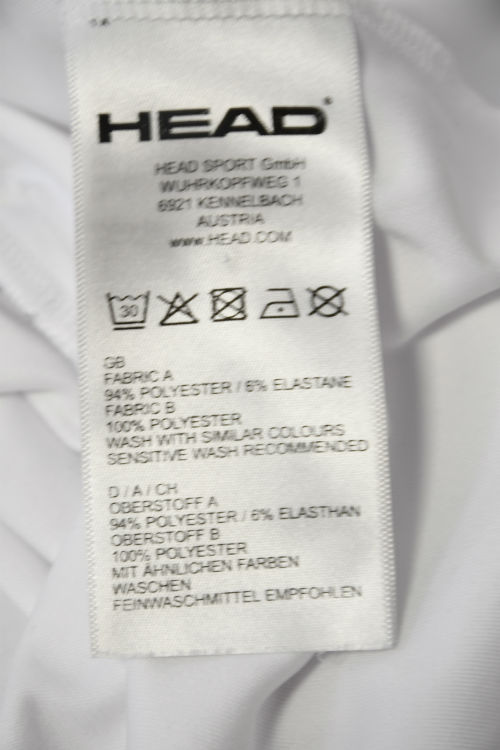 HEAD
HEAD SPORT GmbH
WUHRKOPFWEG 1
6921 KENNELBACH
AUSTRIA
www.HEAD.COM
30
GB
FABRIC A
94% POLYESTER / 6% ELASTANE
FABRIC B
100% POLYESTER
WASH WITH SIMILAR COLOURS
SENSITIVE WASH RECOMMENDED
D / A / CH
OBERSTOFF A
94% POLYESTER / 6% ELASTHAN
OBERSTOFF B
100% POLYESTER
MIT ÄHNLICHEN FARBEN
WASCHEN
FEINWASCHMITTEL EMPFOHLEN